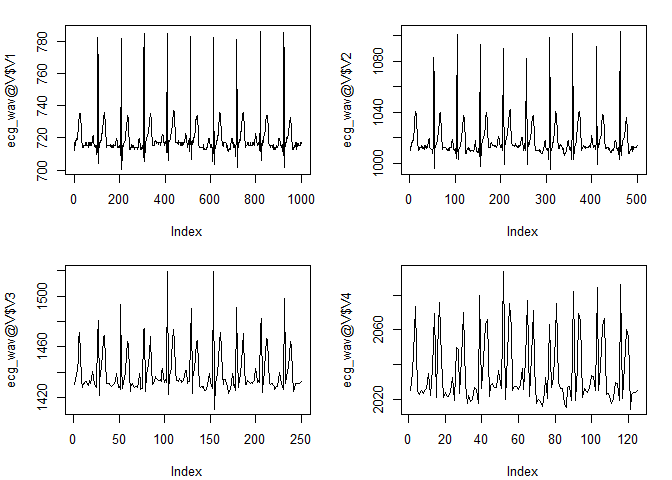 ecg_wav@V$V1
700 720 740 760 780
0 200 400 600 800 1000
Index
ecg_wav@V$V2
1000 1040 1080
0 100 200 300 400 500
Index
ecg_wav@V$V3
1420 1460 1500
0 50 100 150 200 250
Index
ecg_wav@V$V4
2020 2060
0 20 40 60 80 100 120
Index